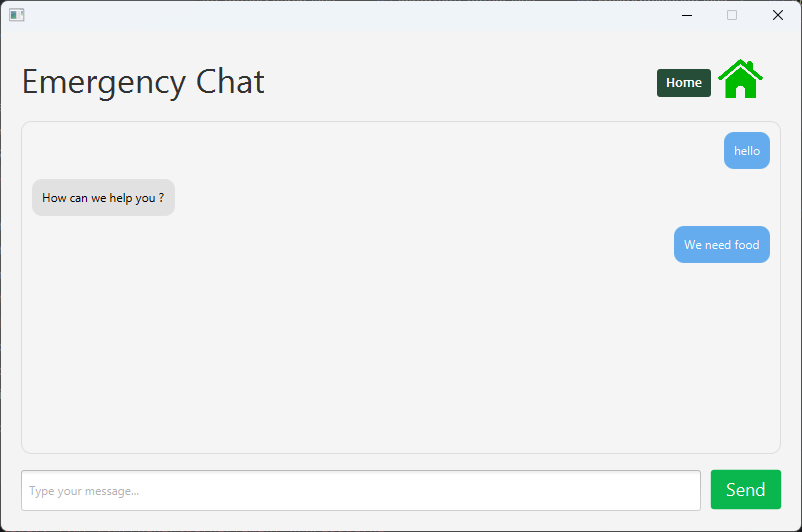 Emergency Chat
Home
hello
How can we help you ?
We need food
Type your message...
Send